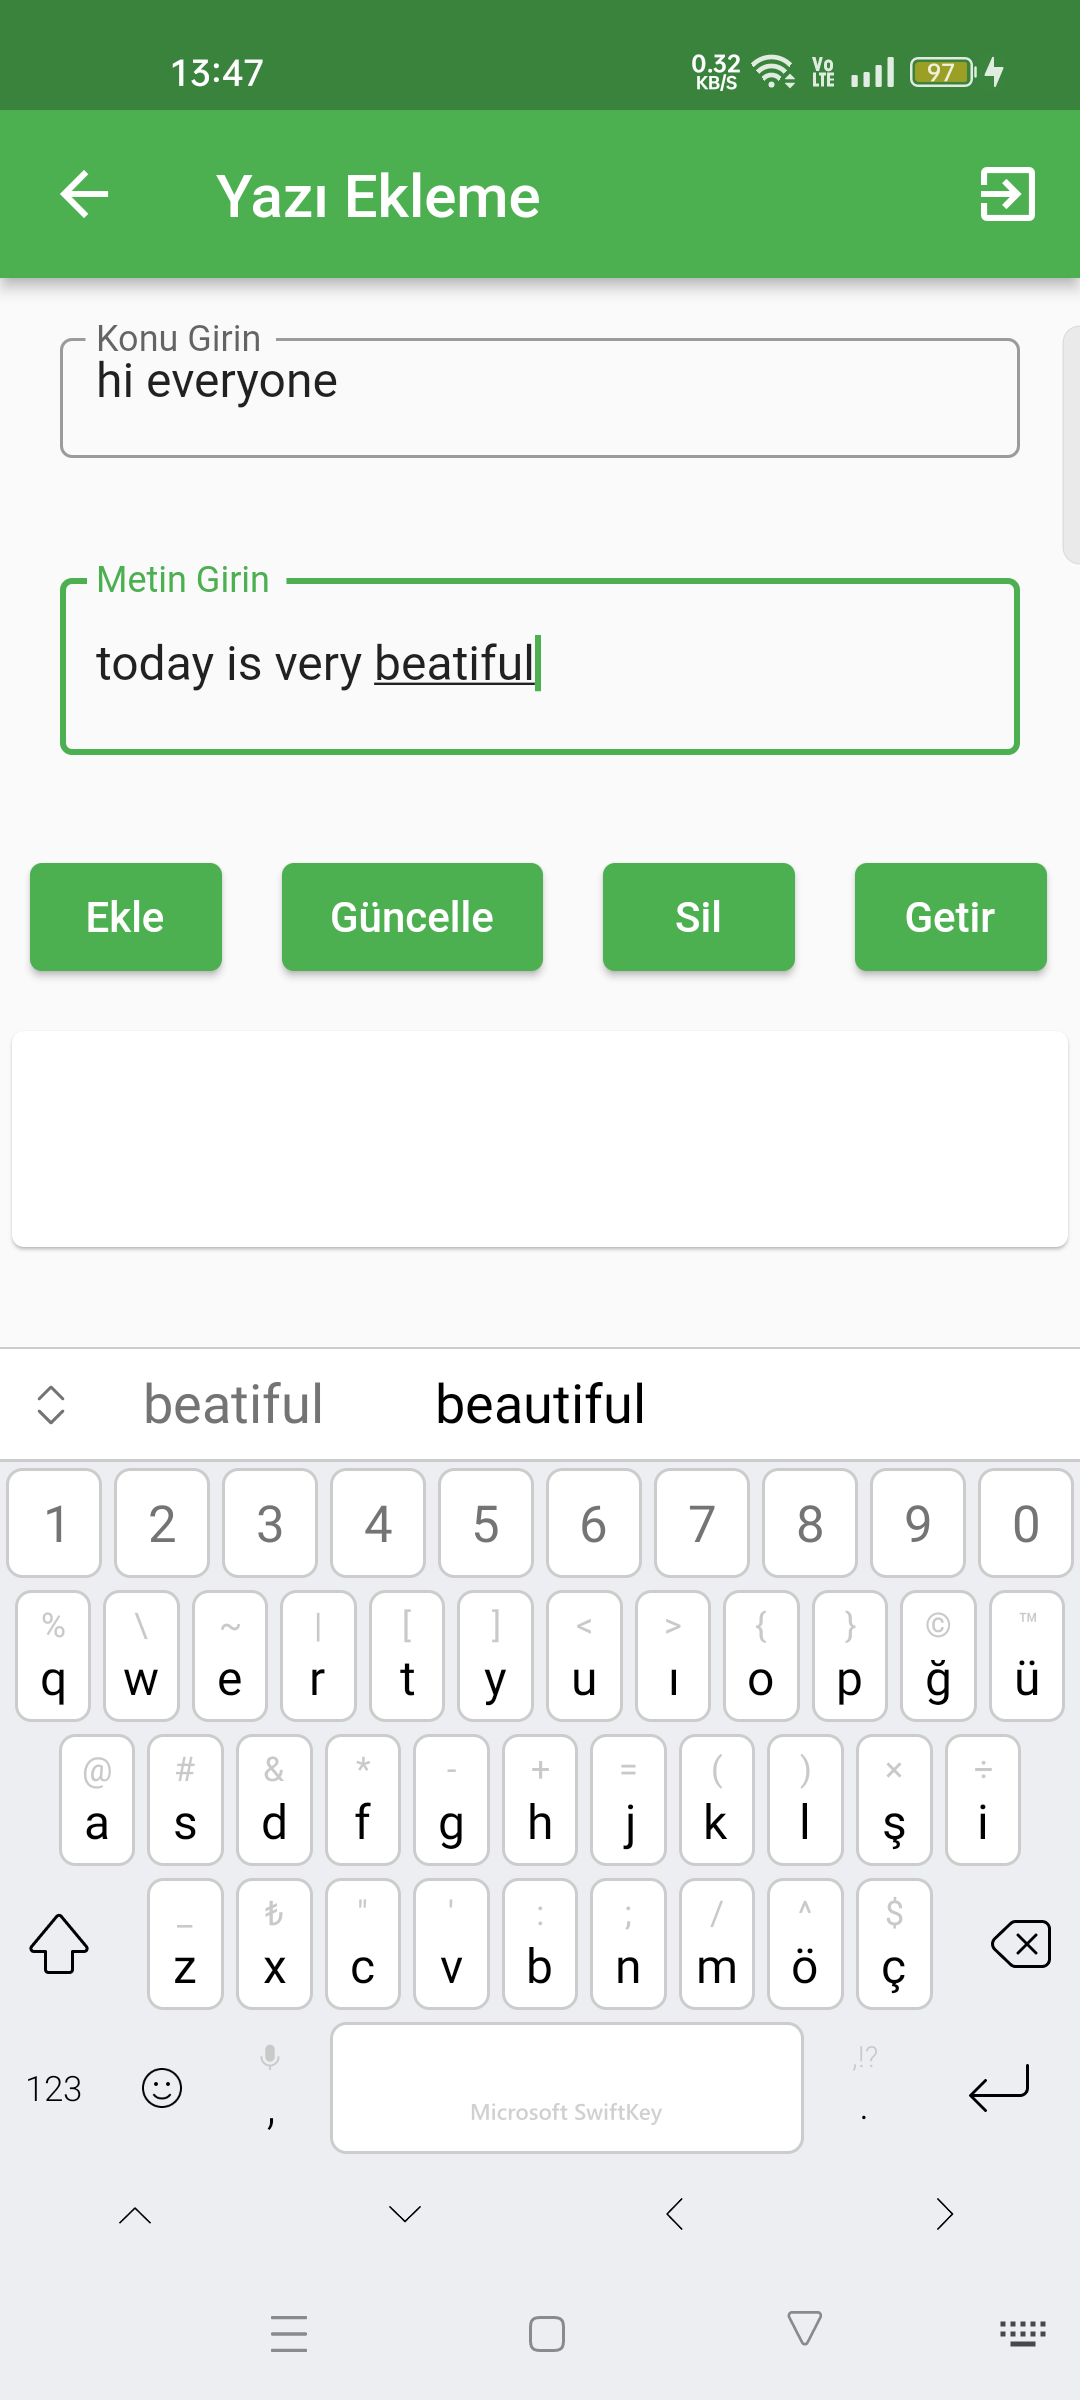 13:47
0.32
KB/S
Vo
LTE
97
Yazı Ekleme
Konu Girin
hi everyone
Metin Girin
today is very beatiful
Ekle Güncelle Sil Getir
beatiful beautiful
1 2 3 4 5 6 7 8 9 0
% \ ~ | [ ] < > { } © ™
q w e r t y u ı o p ğ ü
@ # & * - + = ( ) × ÷
a s d f g h j k l ş i
_ ₺ " ' : ; / ^ $
z x c v b n m ö ç
,!?
123 , Microsoft SwiftKey .